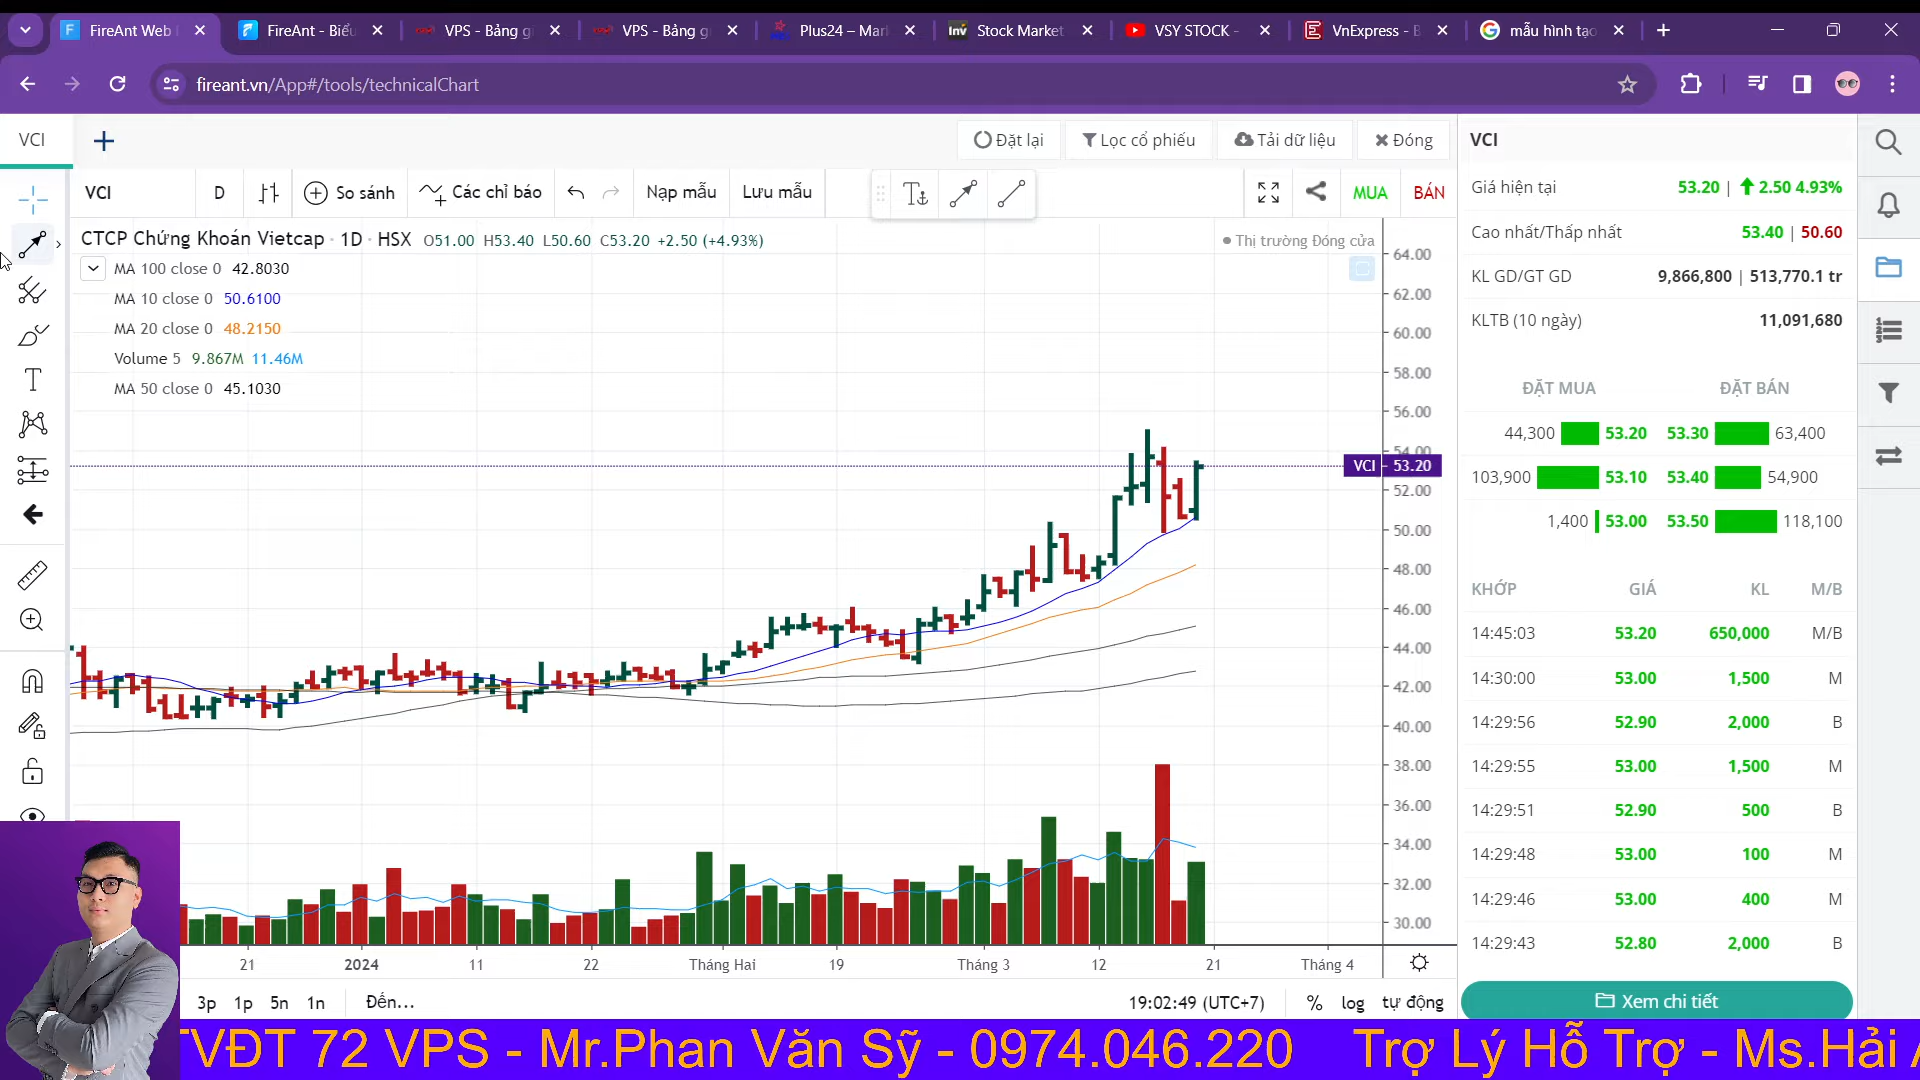 FireAnt Web
FireAnt - Biểu
VPS - Bảng g
VPS - Bảng g
Plus24 – Mar
Stock Market
VSY STOCK -
VnExpress - B
mẫu hình tạo
fireant.vn/App#/tools/technicalChart
VCI
Đặt lại
Lọc cổ phiếu
Tải dữ liệu
Đóng
VCI
D
So sánh
Các chỉ báo
Nạp mẫu
Lưu mẫu
MUA
BÁN
CTCP Chứng Khoán Vietcap · 1D · HSX O51.00 H53.40 L50.60 C53.20 +2.50 (+4.93%)
Thị trường Đóng cửa
MA 100 close 0 42.8030
MA 10 close 0 50.6100
MA 20 close 0 48.2150
Volume 5 9.867M 11.46M
MA 50 close 0 45.1030
64.00
62.00
60.00
58.00
56.00
54.00
VCI 53.20
52.00
50.00
48.00
46.00
44.00
42.00
40.00
38.00
36.00
34.00
32.00
30.00
21 2024 11 22 Tháng Hai 19 Tháng 3 12 21 Tháng 4
3p 1p 5n 1n Đến...
19:02:49 (UTC+7) % log tự động
VCI
Giá hiện tại 53.20 | 2.50 4.93%
Cao nhất/Thấp nhất 53.40 | 50.60
KL GD/GT GD 9,866,800 | 513,770.1 tr
KLTB (10 ngày) 11,091,680
ĐẶT MUA ĐẶT BÁN
44,300 53.20 53.30 63,400
103,900 53.10 53.40 54,900
1,400 53.00 53.50 118,100
KHỚP GIÁ KL M/B
14:45:03 53.20 650,000 M/B
14:30:00 53.00 1,500 M
14:29:56 52.90 2,000 B
14:29:55 53.00 1,500 M
14:29:51 52.90 500 B
14:29:48 53.00 100 M
14:29:46 53.00 400 M
14:29:43 52.80 2,000 B
Xem chi tiết
TVĐT 72 VPS - Mr.Phan Văn Sỹ - 0974.046.220 Trợ Lý Hỗ Trợ - Ms.Hải